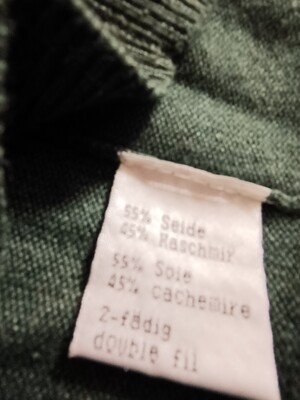 55% Seide
45% Kaschmir
55% Soie
45% cachemire
2-fädig
double fil